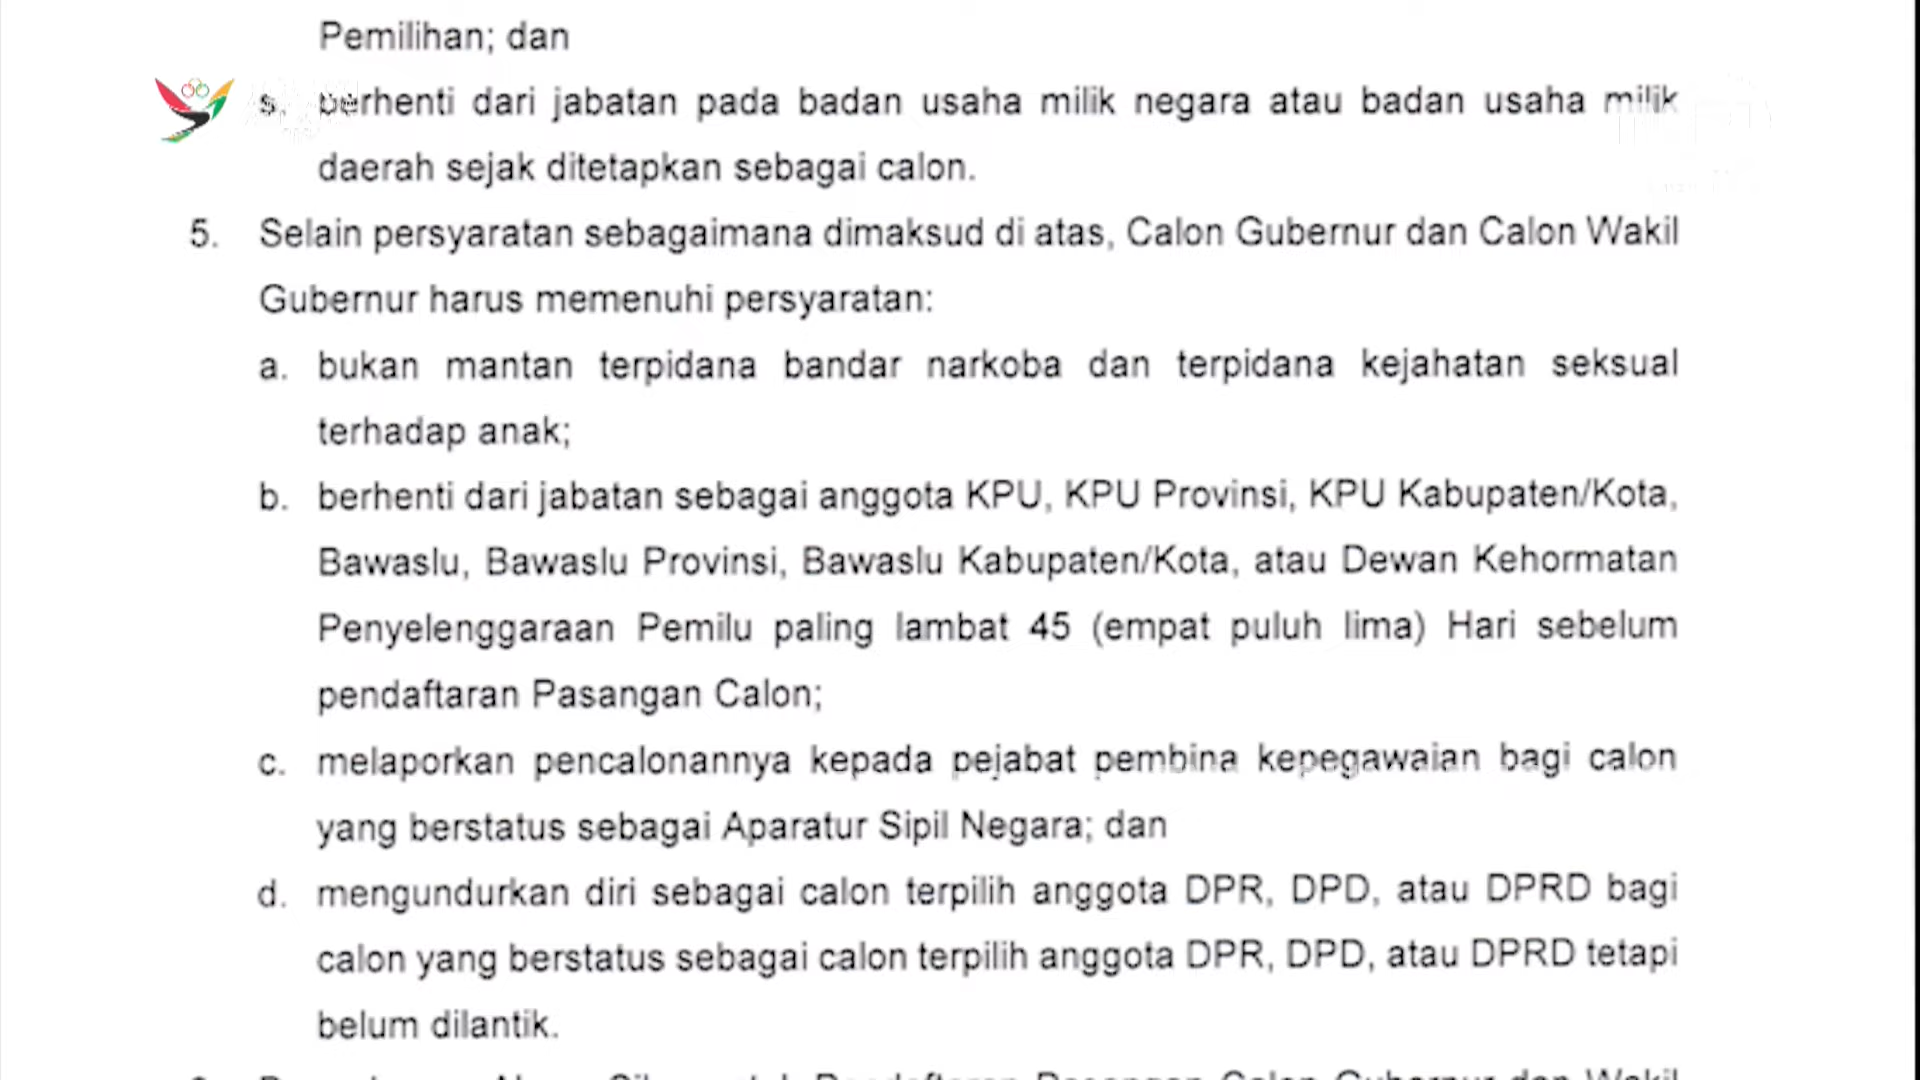 Pemilihan; dan
s. berhenti dari jabatan pada badan usaha milik negara atau badan usaha milik
daerah sejak ditetapkan sebagai calon.
5. Selain persyaratan sebagaimana dimaksud di atas, Calon Gubernur dan Calon Wakil
Gubernur harus memenuhi persyaratan:
a. bukan mantan terpidana bandar narkoba dan terpidana kejahatan seksual
terhadap anak;
b. berhenti dari jabatan sebagai anggota KPU, KPU Provinsi, KPU Kabupaten/Kota,
Bawaslu, Bawaslu Provinsi, Bawaslu Kabupaten/Kota, atau Dewan Kehormatan
Penyelenggaraan Pemilu paling lambat 45 (empat puluh lima) Hari sebelum
pendaftaran Pasangan Calon;
c. melaporkan pencalonannya kepada pejabat pembina kepegawaian bagi calon
yang berstatus sebagai Aparatur Sipil Negara; dan
d. mengundurkan diri sebagai calon terpilih anggota DPR, DPD, atau DPRD bagi
calon yang berstatus sebagai calon terpilih anggota DPR, DPD, atau DPRD tetapi
belum dilantik.
Pasangan Calon Gubernur dan Wakil